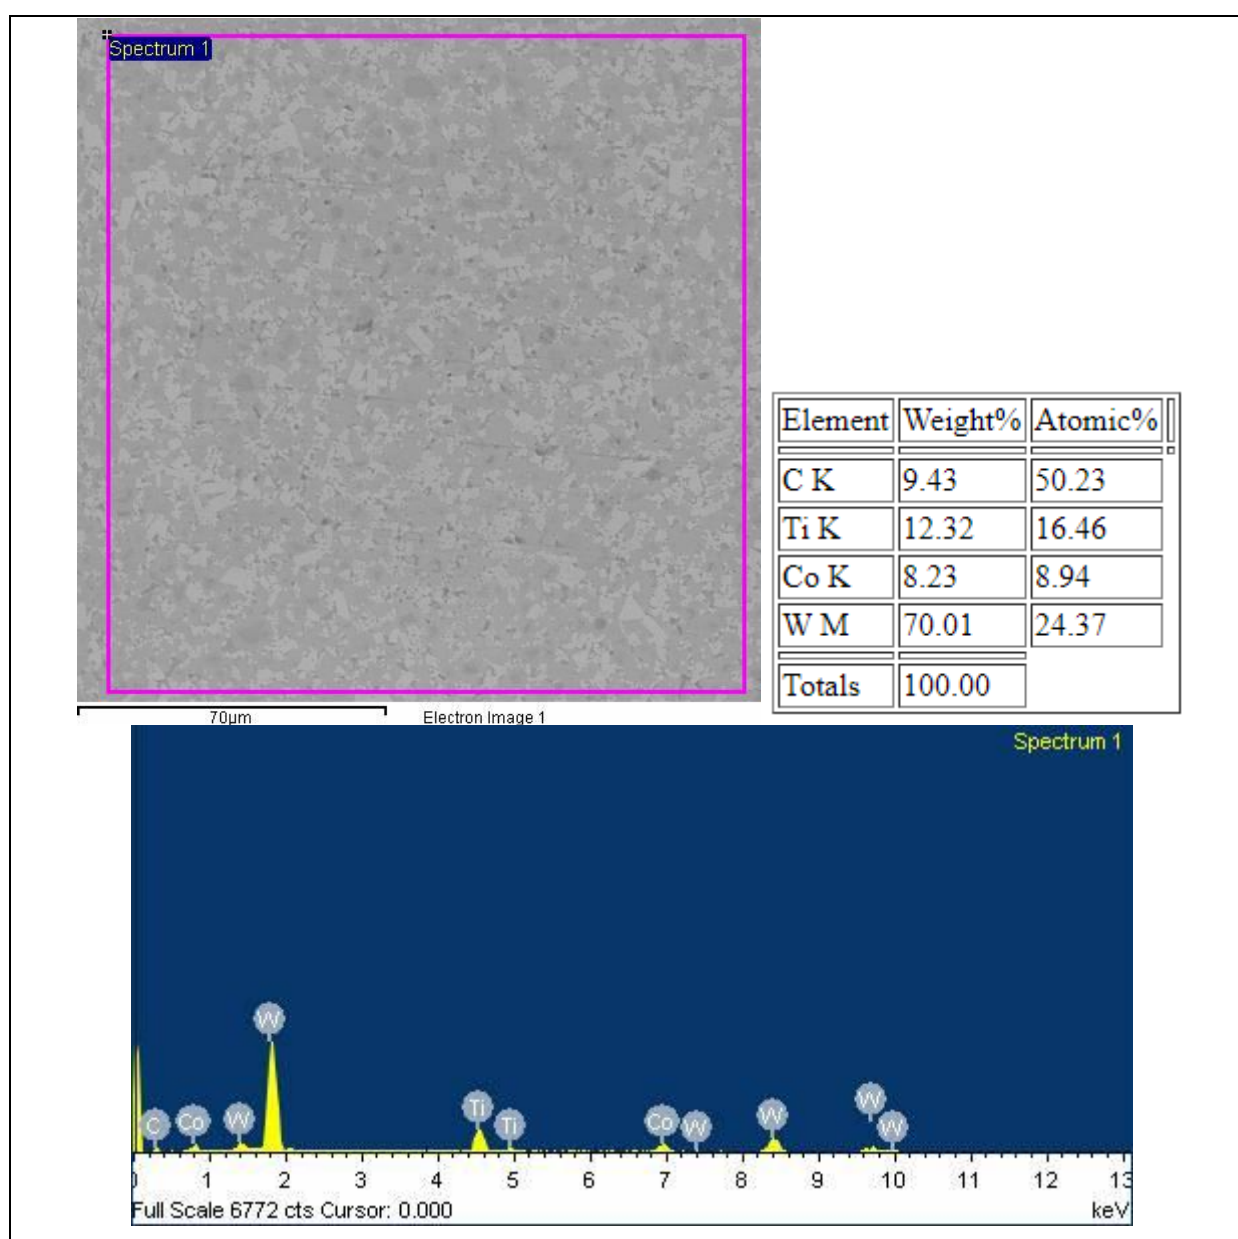 Spectrum 1
70µm Electron Image 1
Element Weight% Atomic%
C K 9.43 50.23
Ti K 12.32 16.46
Co K 8.23 8.94
W M 70.01 24.37
Totals 100.00
Spectrum 1
W
C Co W Ti Ti Co W W W W
0 1 2 3 4 5 6 7 8 9 10 11 12 13
Full Scale 6772 cts Cursor: 0.000 keV